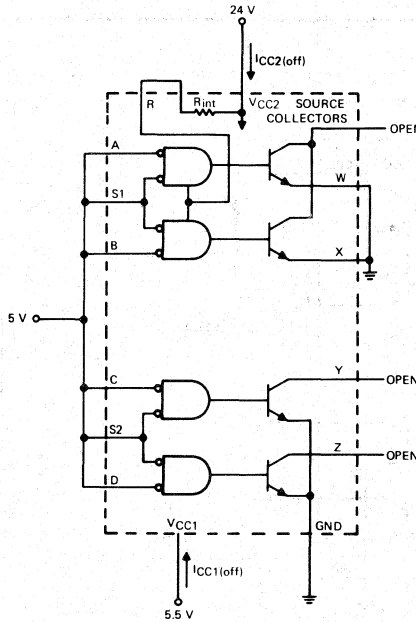 24 V
ICC2(off)
R
Rint
VCC2
SOURCE
COLLECTORS
OPEN
A
W
S1
B
X
5 V
C
Y
OPEN
S2
Z
OPEN
D
VCC1
GND
ICC1(off)
5.5 V